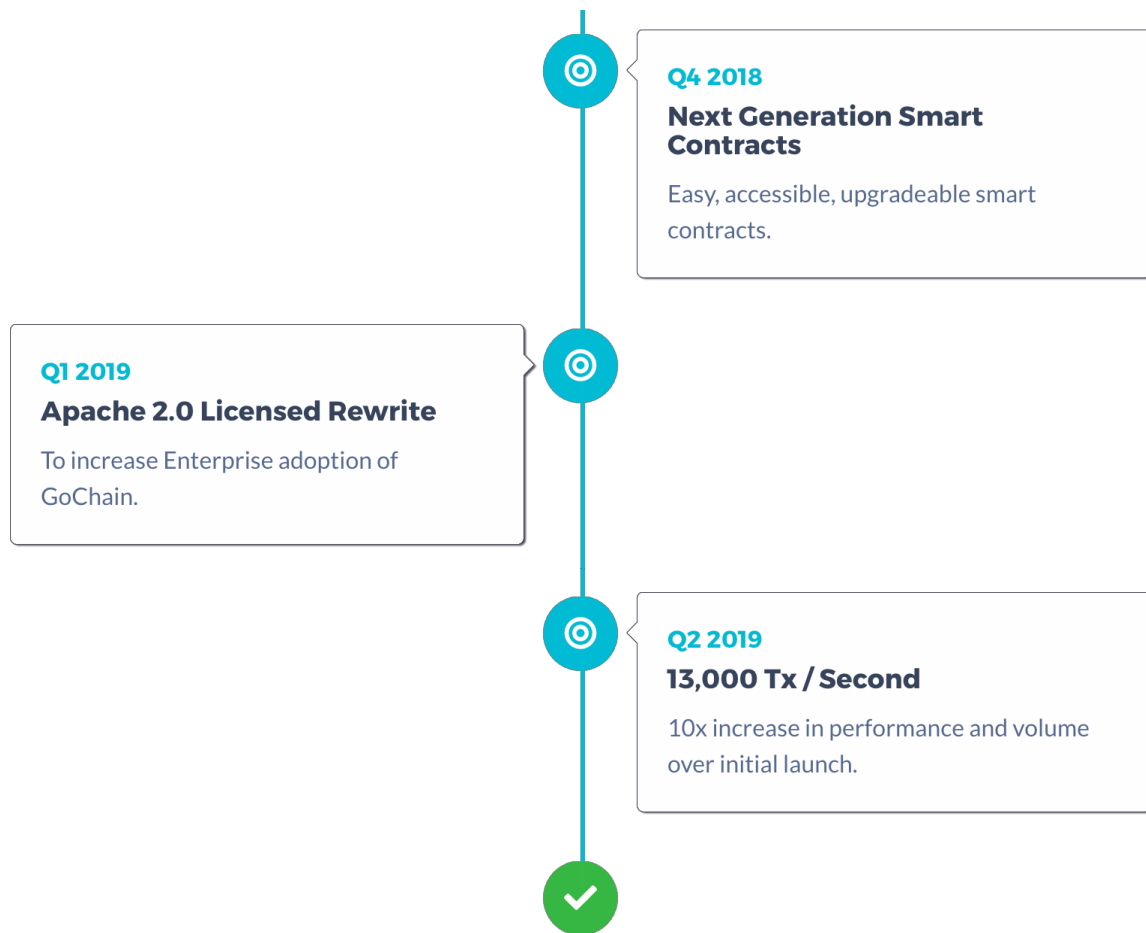 Q4 2018
Next Generation Smart
Contracts
Easy, accessible, upgradeable smart
contracts.
Q1 2019
Apache 2.0 Licensed Rewrite
To increase Enterprise adoption of
GoChain.
Q2 2019
13,000 Tx / Second
10x increase in performance and volume
over initial launch.